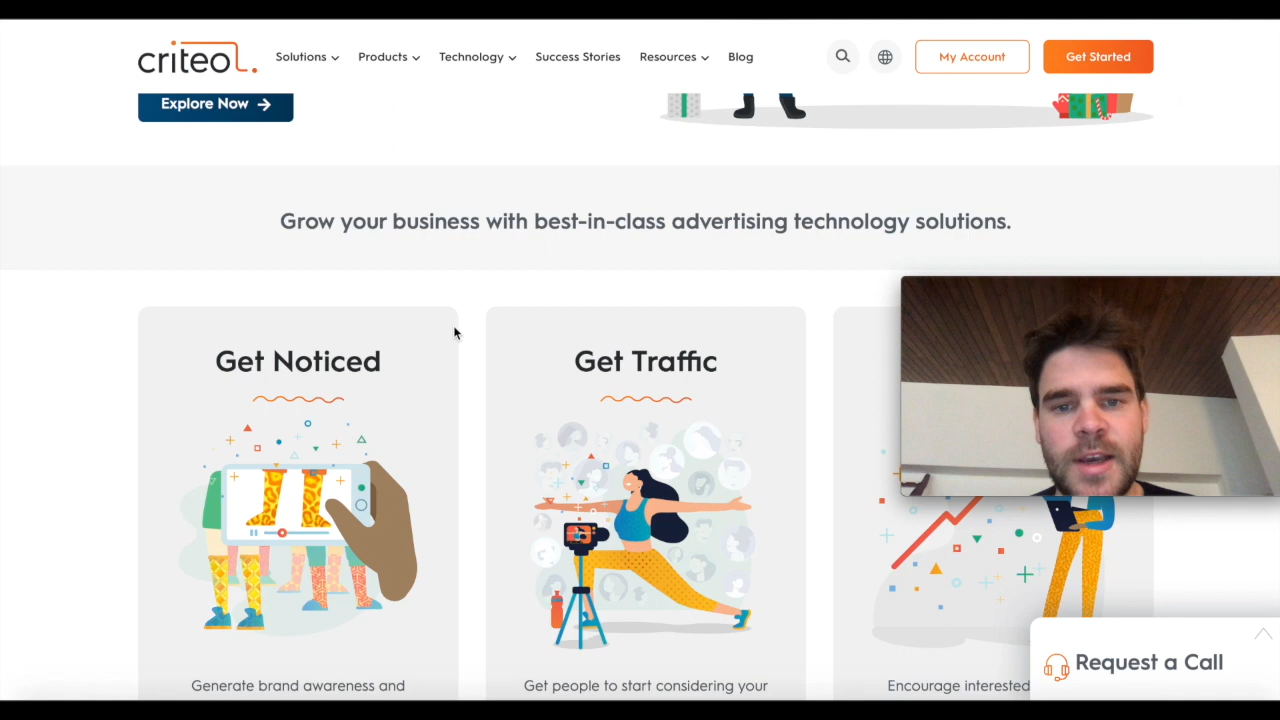 criteo.
Solutions
Products
Technology
Success Stories
Resources
Blog
My Account
Get Started
Explore Now
Grow your business with best-in-class advertising technology solutions.
Get Noticed
Get Traffic
Generate brand awareness and
Get people to start considering your
Encourage interested
Request a Call